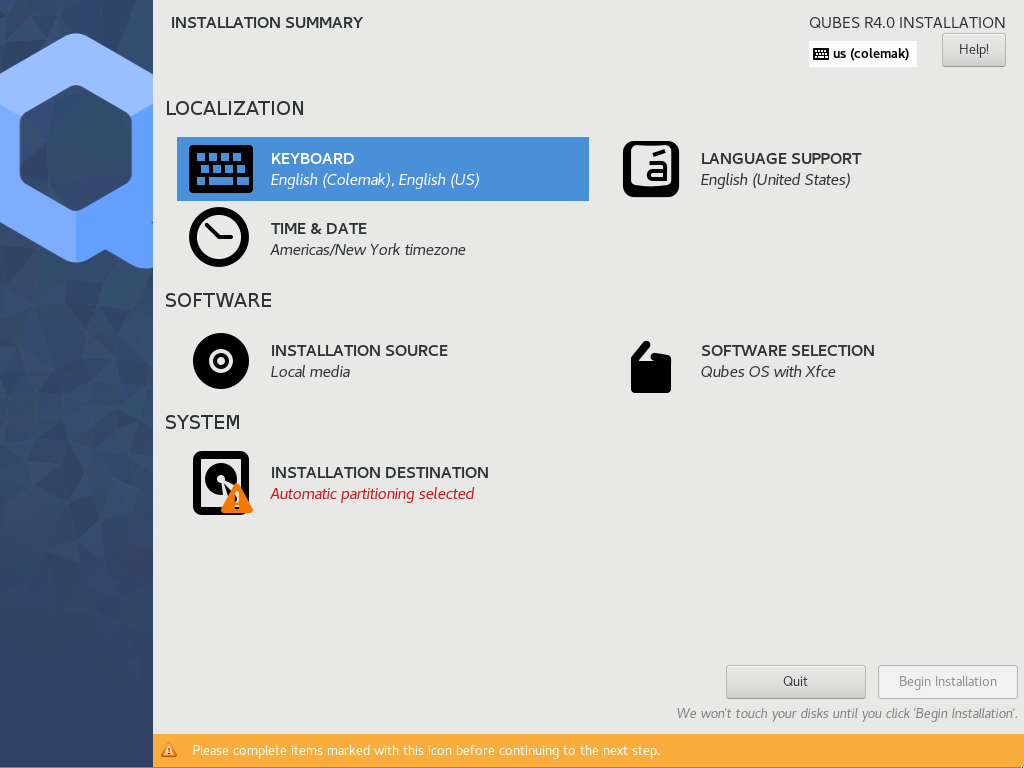 INSTALLATION SUMMARY
QUBES R4.0 INSTALLATION
us (colemak)
Help!
LOCALIZATION
KEYBOARD
English (Colemak), English (US)
LANGUAGE SUPPORT
English (United States)
TIME & DATE
Americas/New York timezone
SOFTWARE
INSTALLATION SOURCE
Local media
SOFTWARE SELECTION
Qubes OS with Xfce
SYSTEM
INSTALLATION DESTINATION
Automatic partitioning selected
Quit
Begin Installation
We won't touch your disks until you click 'Begin Installation'.
Please complete items marked with this icon before continuing to the next step.